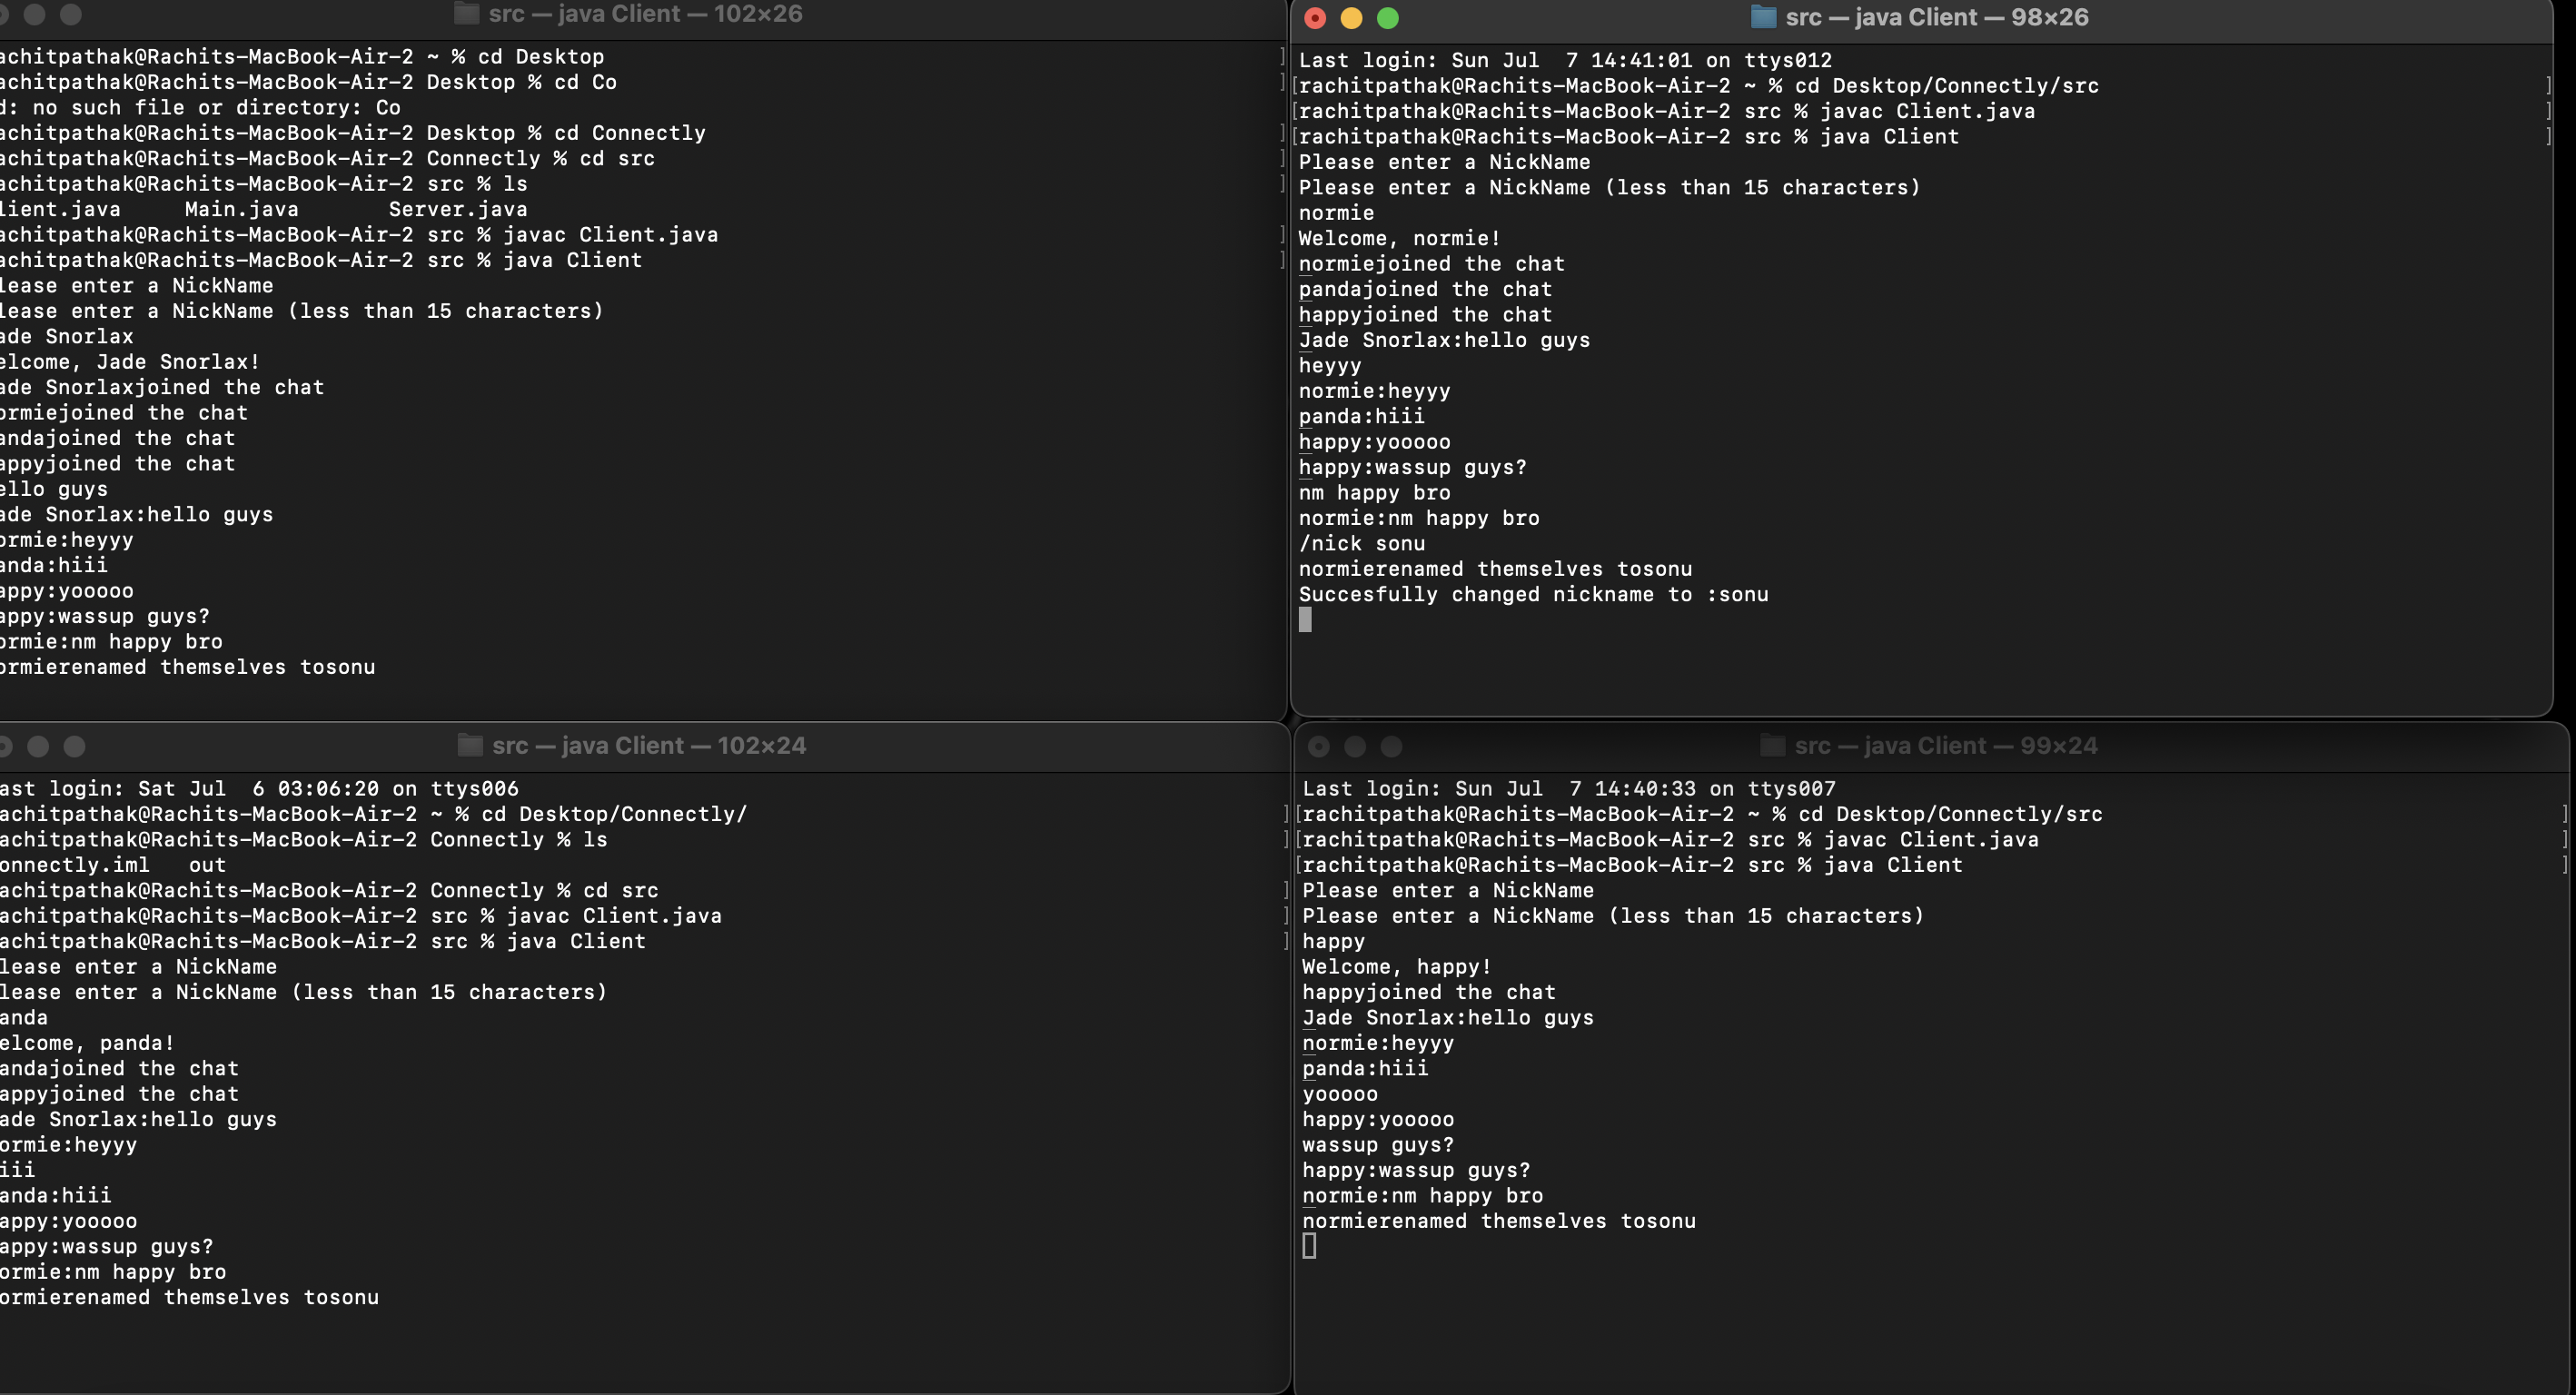 src — java Client — 102×26
achitpathak@Rachits-MacBook-Air-2 ~ % cd Desktop
achitpathak@Rachits-MacBook-Air-2 Desktop % cd Co
d: no such file or directory: Co
achitpathak@Rachits-MacBook-Air-2 Desktop % cd Connectly
achitpathak@Rachits-MacBook-Air-2 Connectly % cd src
achitpathak@Rachits-MacBook-Air-2 src % ls
lient.java Main.java Server.java
achitpathak@Rachits-MacBook-Air-2 src % javac Client.java
achitpathak@Rachits-MacBook-Air-2 src % java Client
lease enter a NickName
lease enter a NickName (less than 15 characters)
ade Snorlax
elcome, Jade Snorlax!
ade Snorlaxjoined the chat
ormiejoined the chat
andajoined the chat
appyjoined the chat
ello guys
ade Snorlax:hello guys
ormie:heyyy
anda:hiii
appy:yooooo
appy:wassup guys?
ormie:nm happy bro
ormierenamed themselves tosonu
src — java Client — 98×26
Last login: Sun Jul  7 14:41:01 on ttys012
[rachitpathak@Rachits-MacBook-Air-2 ~ % cd Desktop/Connectly/src ]
[rachitpathak@Rachits-MacBook-Air-2 src % javac Client.java ]
[rachitpathak@Rachits-MacBook-Air-2 src % java Client ]
Please enter a NickName
Please enter a NickName (less than 15 characters)
normie
Welcome, normie!
normiejoined the chat
pandajoined the chat
happyjoined the chat
Jade Snorlax:hello guys
heyyy
normie:heyyy
panda:hiii
happy:yooooo
happy:wassup guys?
nm happy bro
normie:nm happy bro
/nick sonu
normierenamed themselves tosonu
Succesfully changed nickname to :sonu
src — java Client — 102×24
ast login: Sat Jul  6 03:06:20 on ttys006
achitpathak@Rachits-MacBook-Air-2 ~ % cd Desktop/Connectly/
achitpathak@Rachits-MacBook-Air-2 Connectly % ls
onnectly.iml out
achitpathak@Rachits-MacBook-Air-2 Connectly % cd src
achitpathak@Rachits-MacBook-Air-2 src % javac Client.java
achitpathak@Rachits-MacBook-Air-2 src % java Client
lease enter a NickName
lease enter a NickName (less than 15 characters)
anda
elcome, panda!
andajoined the chat
appyjoined the chat
ade Snorlax:hello guys
ormie:heyyy
iii
anda:hiii
appy:yooooo
appy:wassup guys?
ormie:nm happy bro
ormierenamed themselves tosonu
src — java Client — 99×24
Last login: Sun Jul  7 14:40:33 on ttys007
[rachitpathak@Rachits-MacBook-Air-2 ~ % cd Desktop/Connectly/src ]
[rachitpathak@Rachits-MacBook-Air-2 src % javac Client.java ]
[rachitpathak@Rachits-MacBook-Air-2 src % java Client ]
Please enter a NickName
Please enter a NickName (less than 15 characters)
happy
Welcome, happy!
happyjoined the chat
Jade Snorlax:hello guys
normie:heyyy
panda:hiii
yooooo
happy:yooooo
wassup guys?
happy:wassup guys?
normie:nm happy bro
normierenamed themselves tosonu